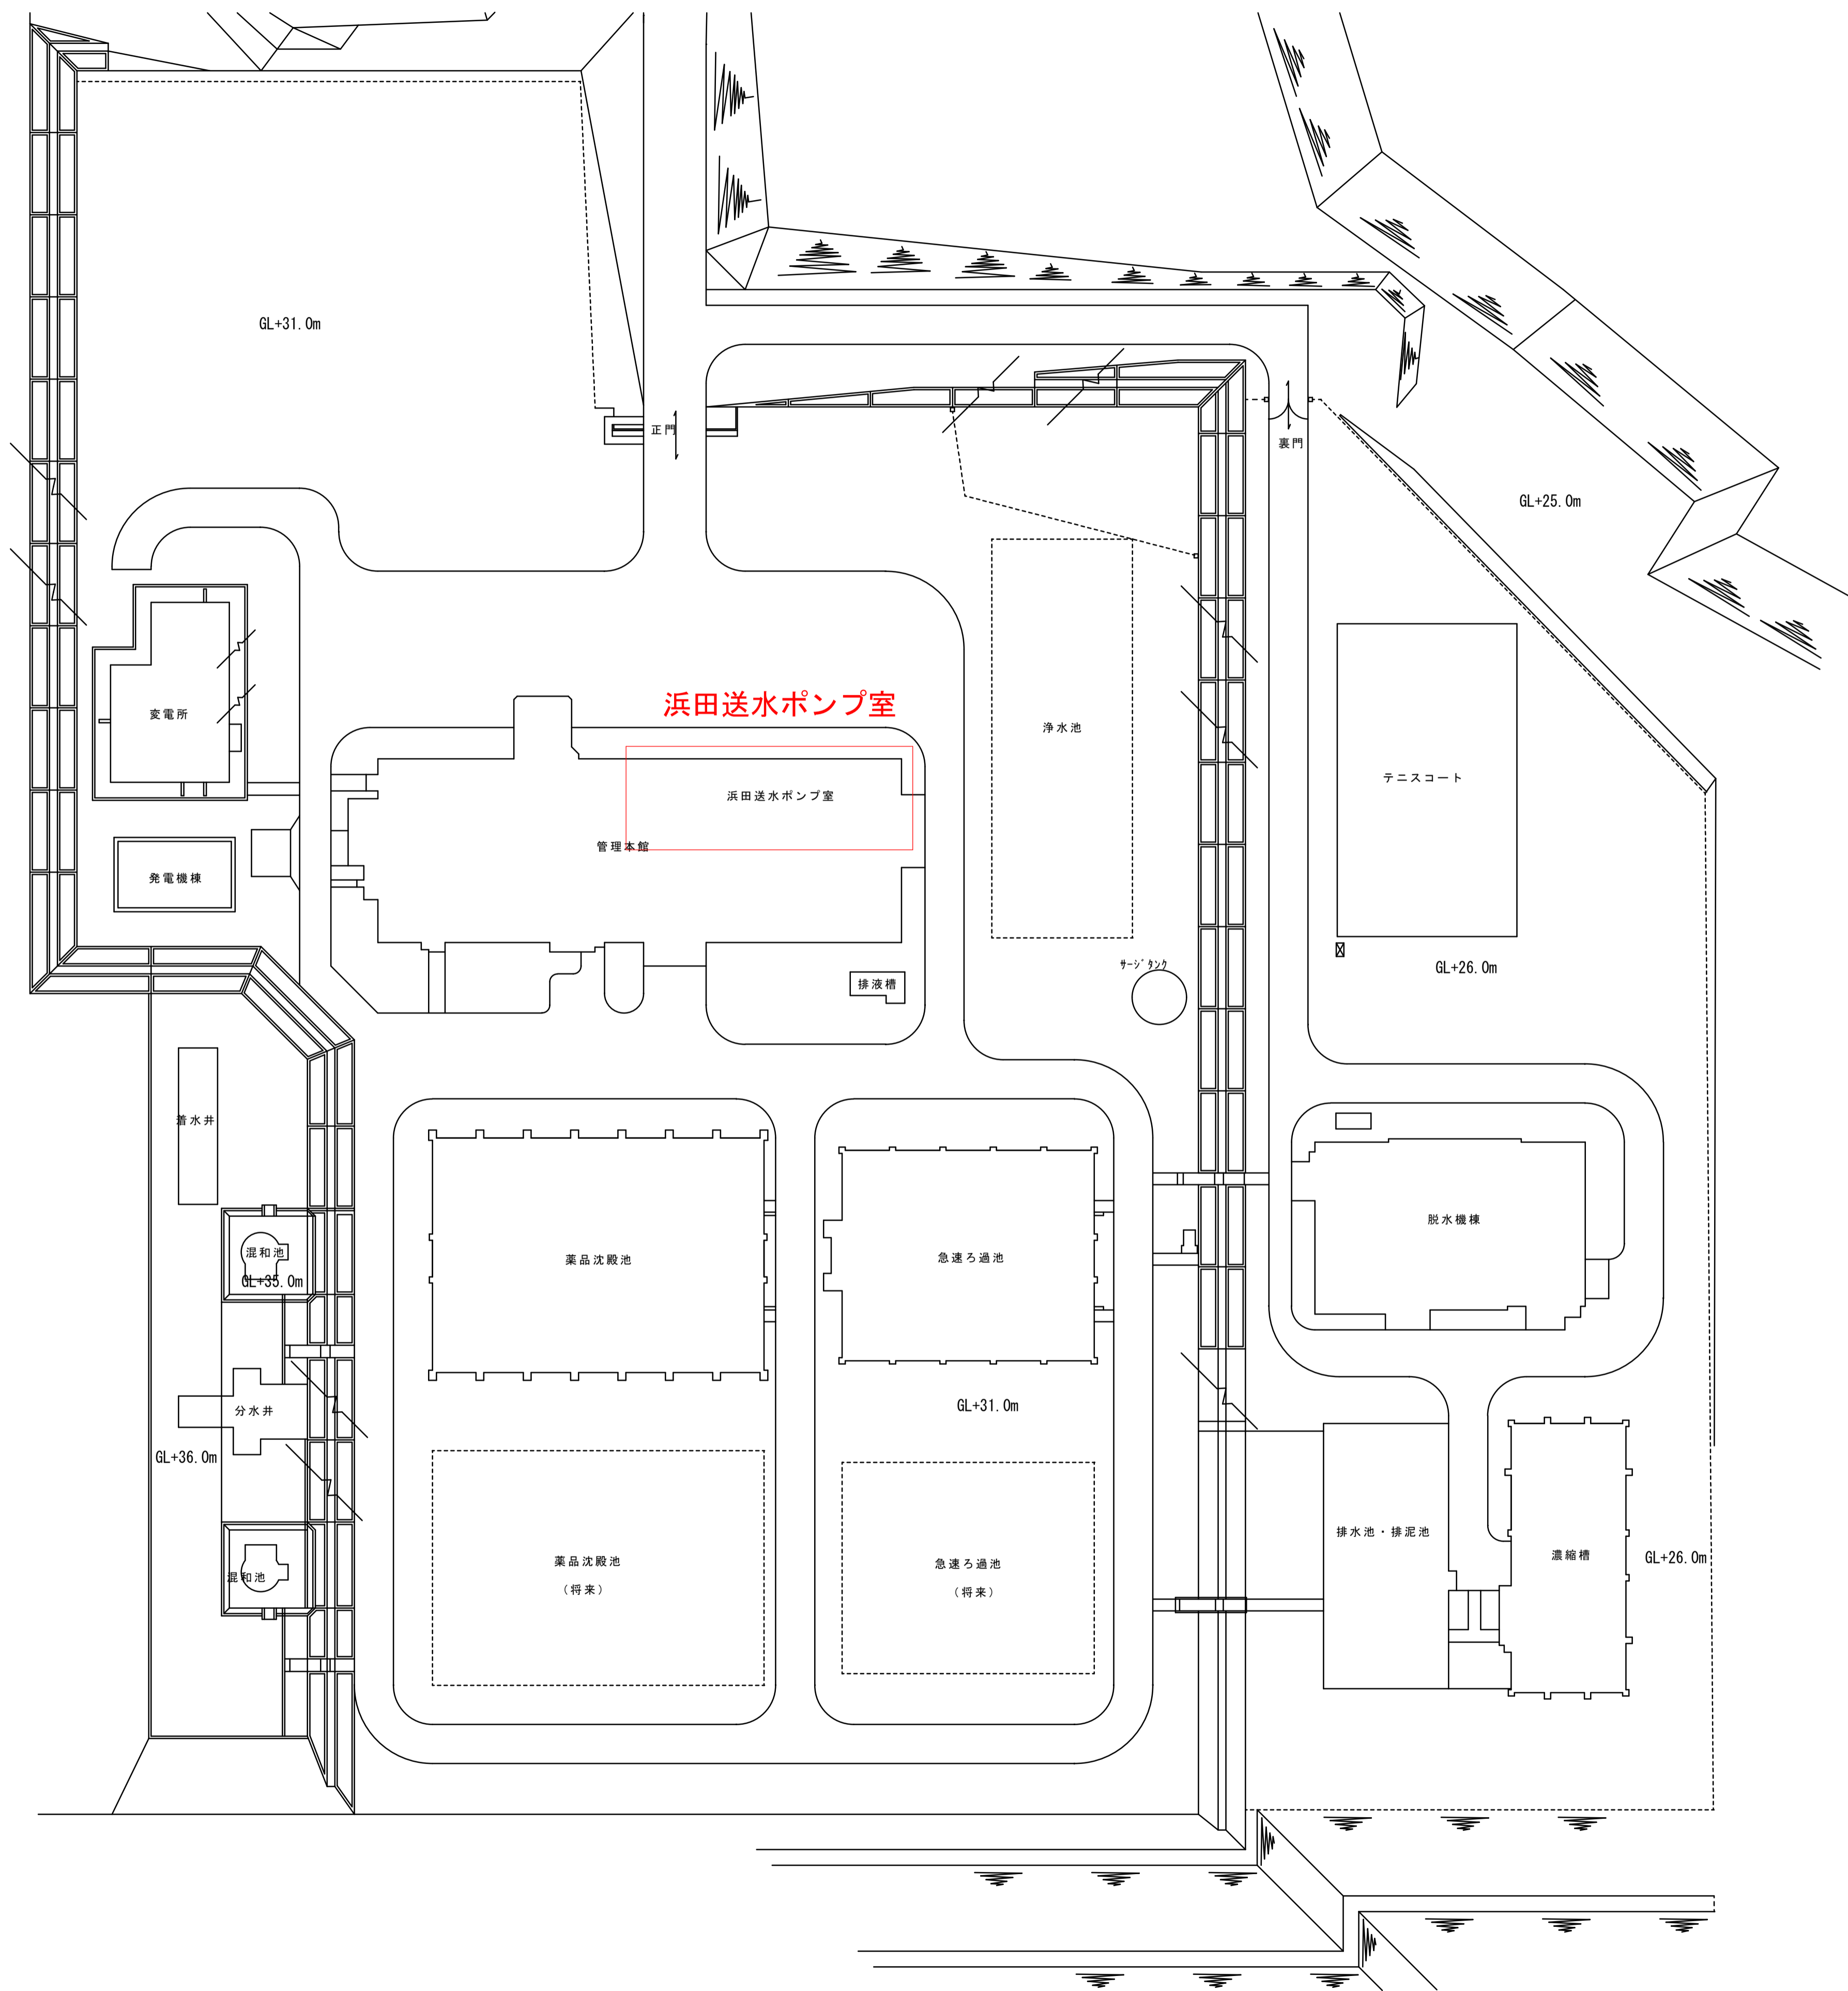 GL+31.0m
正門
裏門
GL+25.0m
浜田送水ポンプ室
変電所
浄水池
テニスコート
浜田送水ポンプ室
管理本館
発電機棟
サージタンク
GL+26.0m
排液槽
着水井
混和池
GL+35.0m
薬品沈殿池
急速ろ過池
脱水機棟
分水井
GL+31.0m
GL+36.0m
排水池・排泥池
濃縮槽
GL+26.0m
混和池
薬品沈殿池
（将来）
急速ろ過池
（将来）